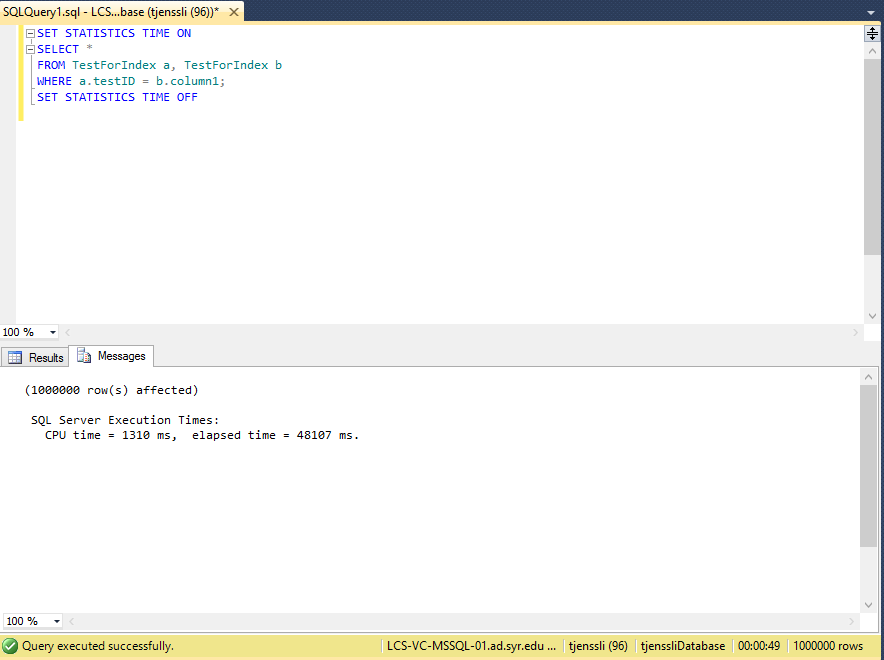 SQLQuery1.sql - LCS...base (tjenssli (96))*
SET STATISTICS TIME ON
SELECT *
FROM TestForIndex a, TestForIndex b
WHERE a.testID = b.column1;
SET STATISTICS TIME OFF
100 %
Results Messages
(1000000 row(s) affected)
SQL Server Execution Times:
CPU time = 1310 ms, elapsed time = 48107 ms.
100 %
Query executed successfully. LCS-VC-MSSQL-01.ad.syr.edu ... tjenssli (96) tjenssliDatabase 00:00:49 1000000 rows